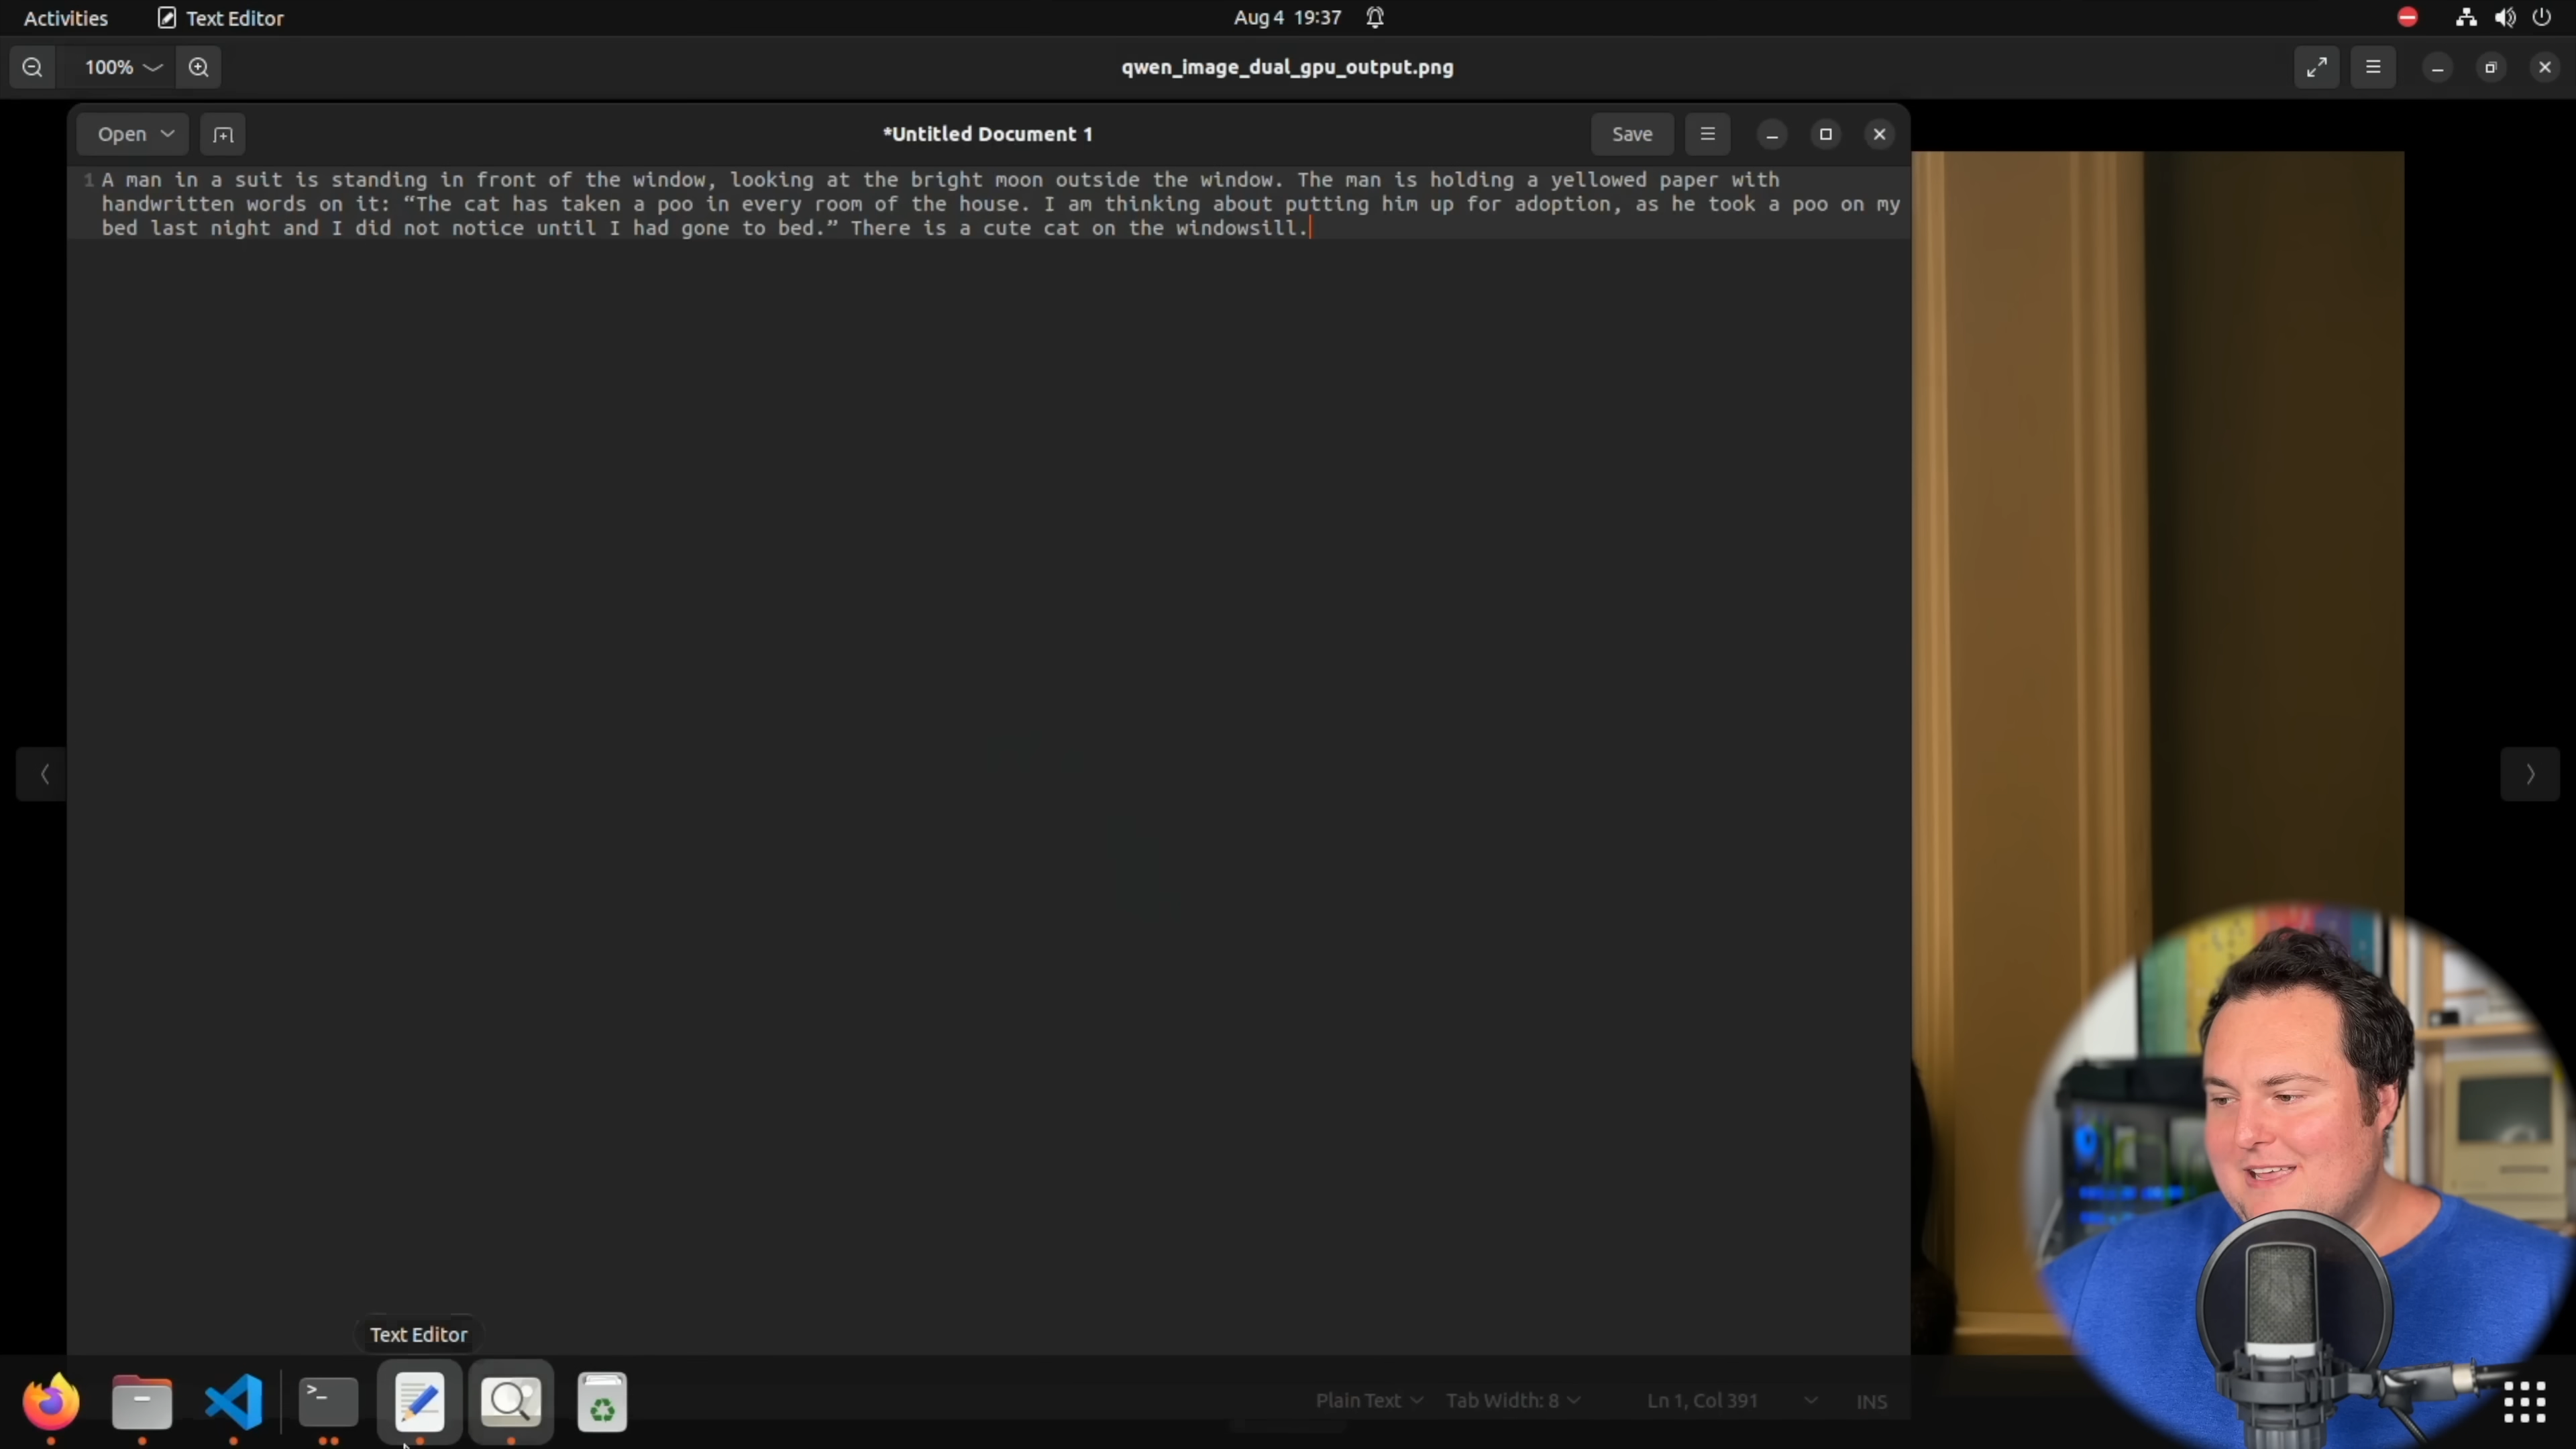 Activities Text Editor Aug 4 19:37
100% qwen_image_dual_gpu_output.png
Open *Untitled Document 1 Save
1 A man in a suit is standing in front of the window, looking at the bright moon outside the window. The man is holding a yellowed paper with
handwritten words on it: “The cat has taken a poo in every room of the house. I am thinking about putting him up for adoption, as he took a poo on my
bed last night and I did not notice until I had gone to bed.” There is a cute cat on the windowsill.
Text Editor
Plain Text Tab Width: 8 Ln 1, Col 391 INS